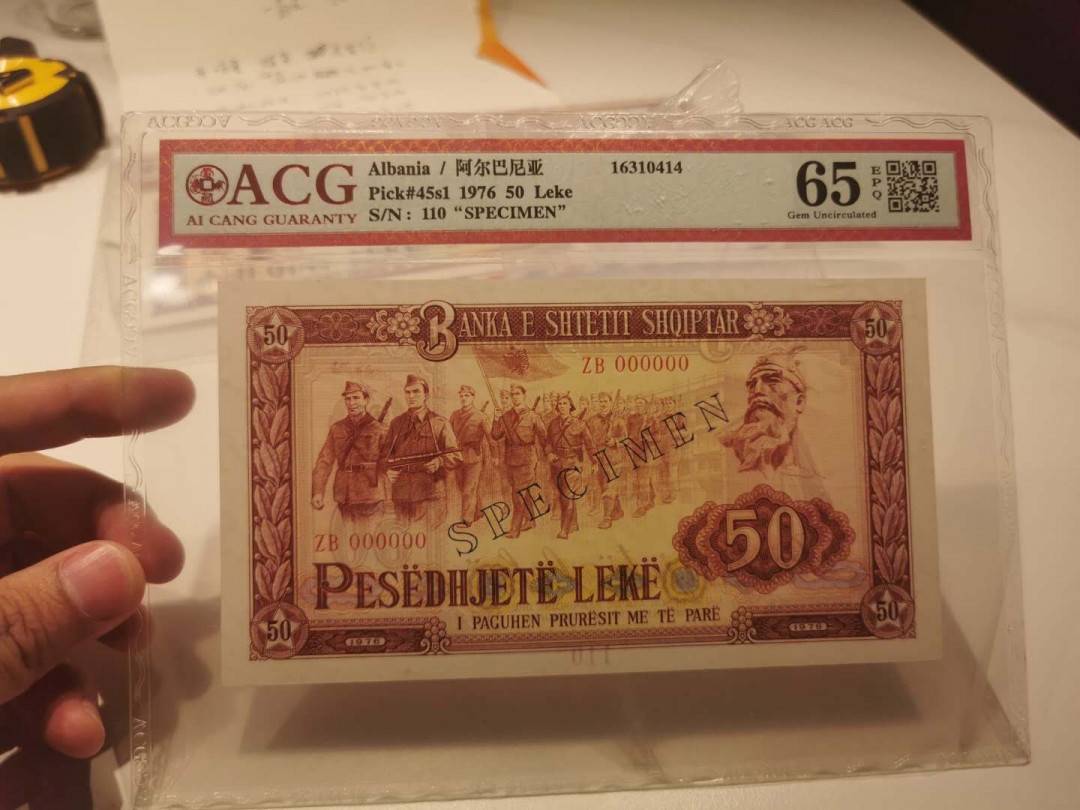 ACG ACG
ACG
AI CANG GUARANTY
Albania / 阿尔巴尼亚 16310414
Pick#45s1 1976 50 Leke
S/N: 110 “SPECIMEN”
65 EPQ
Gem Uncirculated
50 BANKA E SHTETIT SHQIPTAR 50
ZB 000000
SPECIMEN
ZB 000000
50
PESËDHJETË LEKË
I PAGUHEN PRURËSIT ME TË PARË
50 1976 1976 50
110